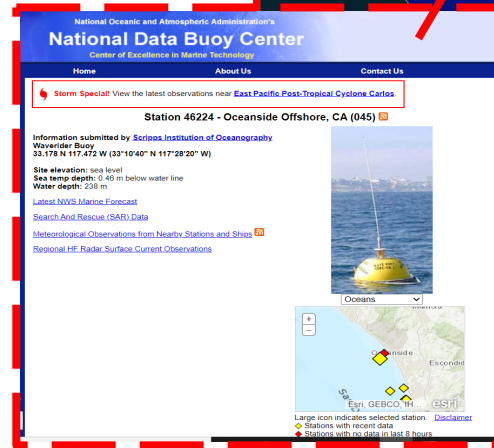 National Oceanic and Atmospheric Administration's
National Data Buoy Center
Center of Excellence in Marine Technology
Home About Us Contact Us
Storm Special! View the latest observations near East Pacific Post-Tropical Cyclone Carlos.
Station 46224 - Oceanside Offshore, CA (045)
Information submitted by Scripps Institution of Oceanography
Waverider Buoy
33.178 N 117.472 W (33°10'40" N 117°28'20" W)
Site elevation: sea level
Sea temp depth: 0.46 m below water line
Water depth: 238 m
Latest NWS Marine Forecast
Search And Rescue (SAR) Data
Meteorological Observations from Nearby Stations and Ships
Regional HF Radar Surface Current Observations
Oceans
+
−
Escondid
Esri, GEBCO, IH...
esri
Large icon indicates selected station. Disclaimer
Stations with recent data
Stations with no data in last 8 hours